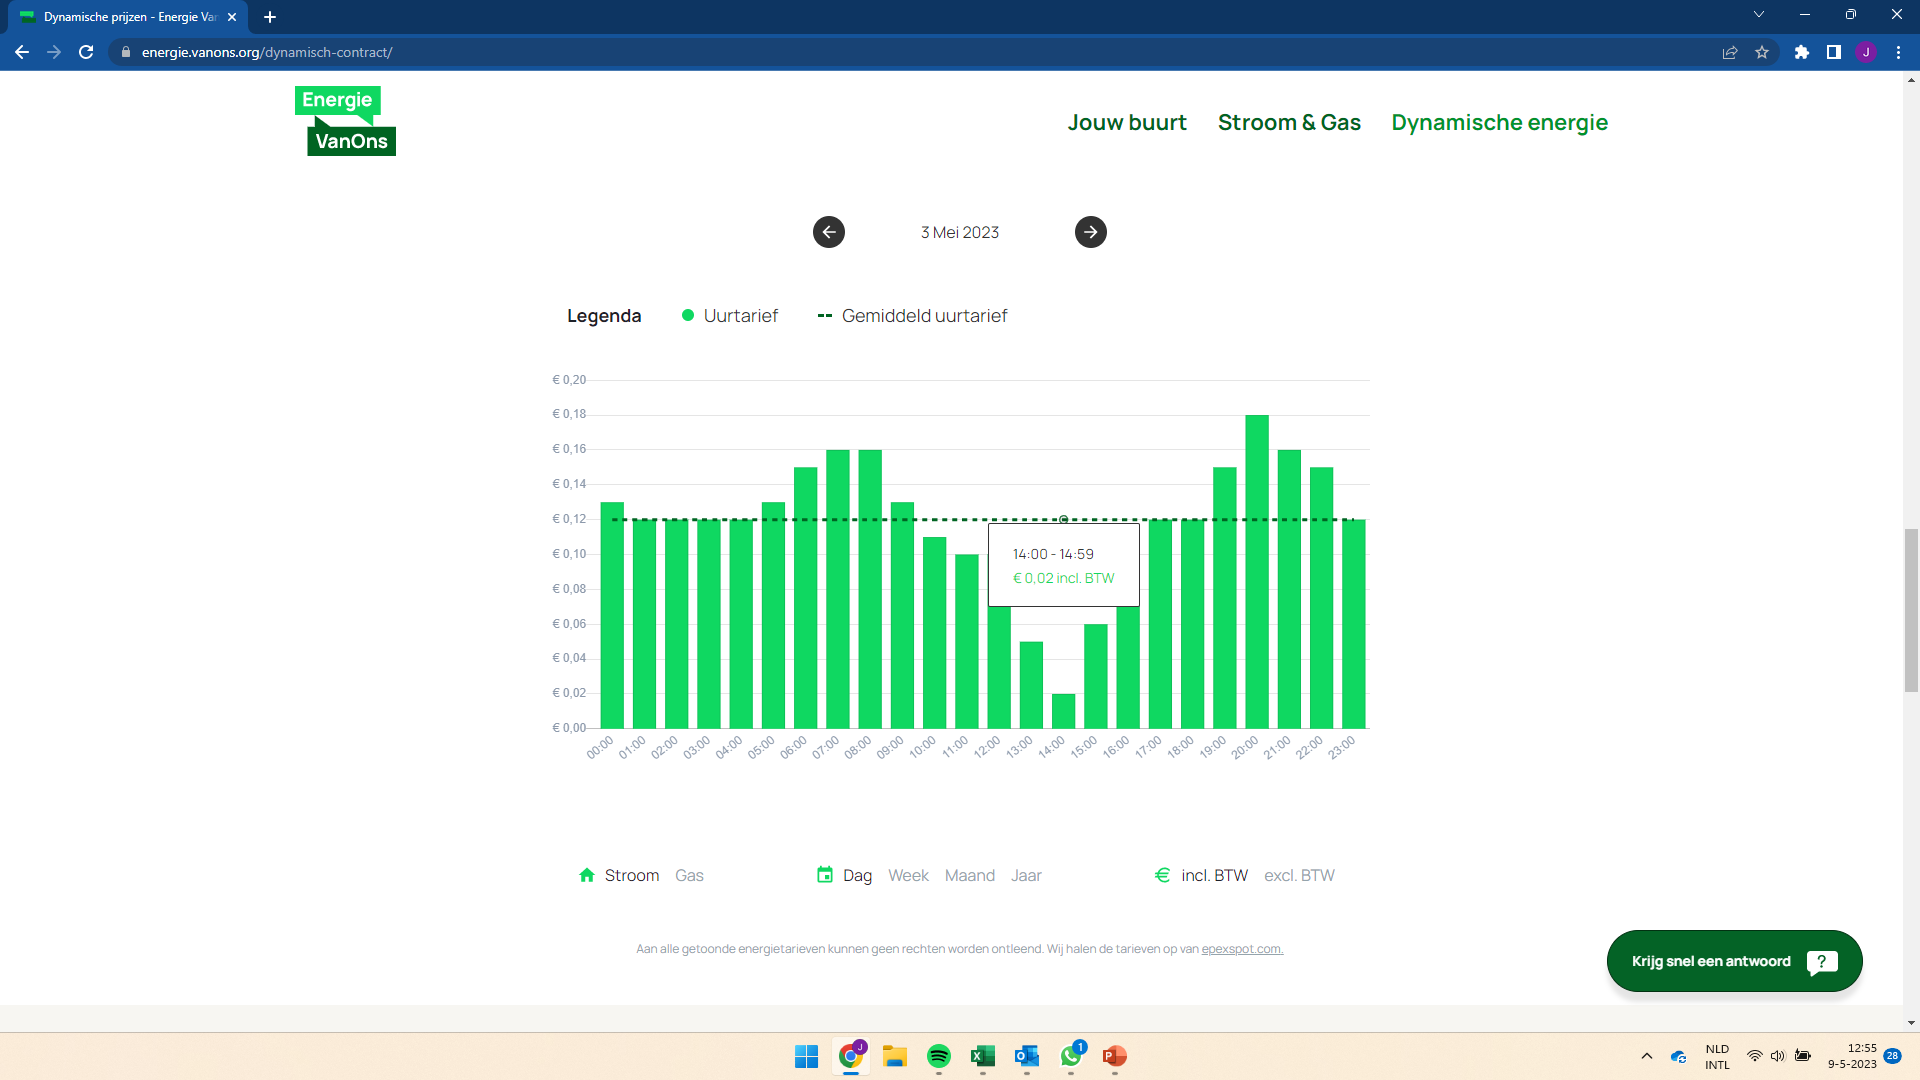 Dynamische prijzen - Energie Van
energie.vanons.org/dynamisch-contract/
J
Energie
VanOns
Jouw buurt
Stroom & Gas
Dynamische energie
3 Mei 2023
Legenda
Uurtarief
Gemiddeld uurtarief
€ 0,20
€ 0,18
€ 0,16
€ 0,14
€ 0,12
€ 0,10
€ 0,08
€ 0,06
€ 0,04
€ 0,02
€ 0,00
14:00 - 14:59
€ 0,02 incl. BTW
00:00 01:00 02:00 03:00 04:00 05:00 06:00 07:00 08:00 09:00 10:00 11:00 12:00 13:00 14:00 15:00 16:00 17:00 18:00 19:00 20:00 21:00 22:00 23:00
Stroom Gas
Dag Week Maand Jaar
incl. BTW excl. BTW
Aan alle getoonde energietarieven kunnen geen rechten worden ontleend. Wij halen de tarieven op van epexspot.com.
Krijg snel een antwoord ?
J
1
NLD
INTL
12:55
9-5-2023
28